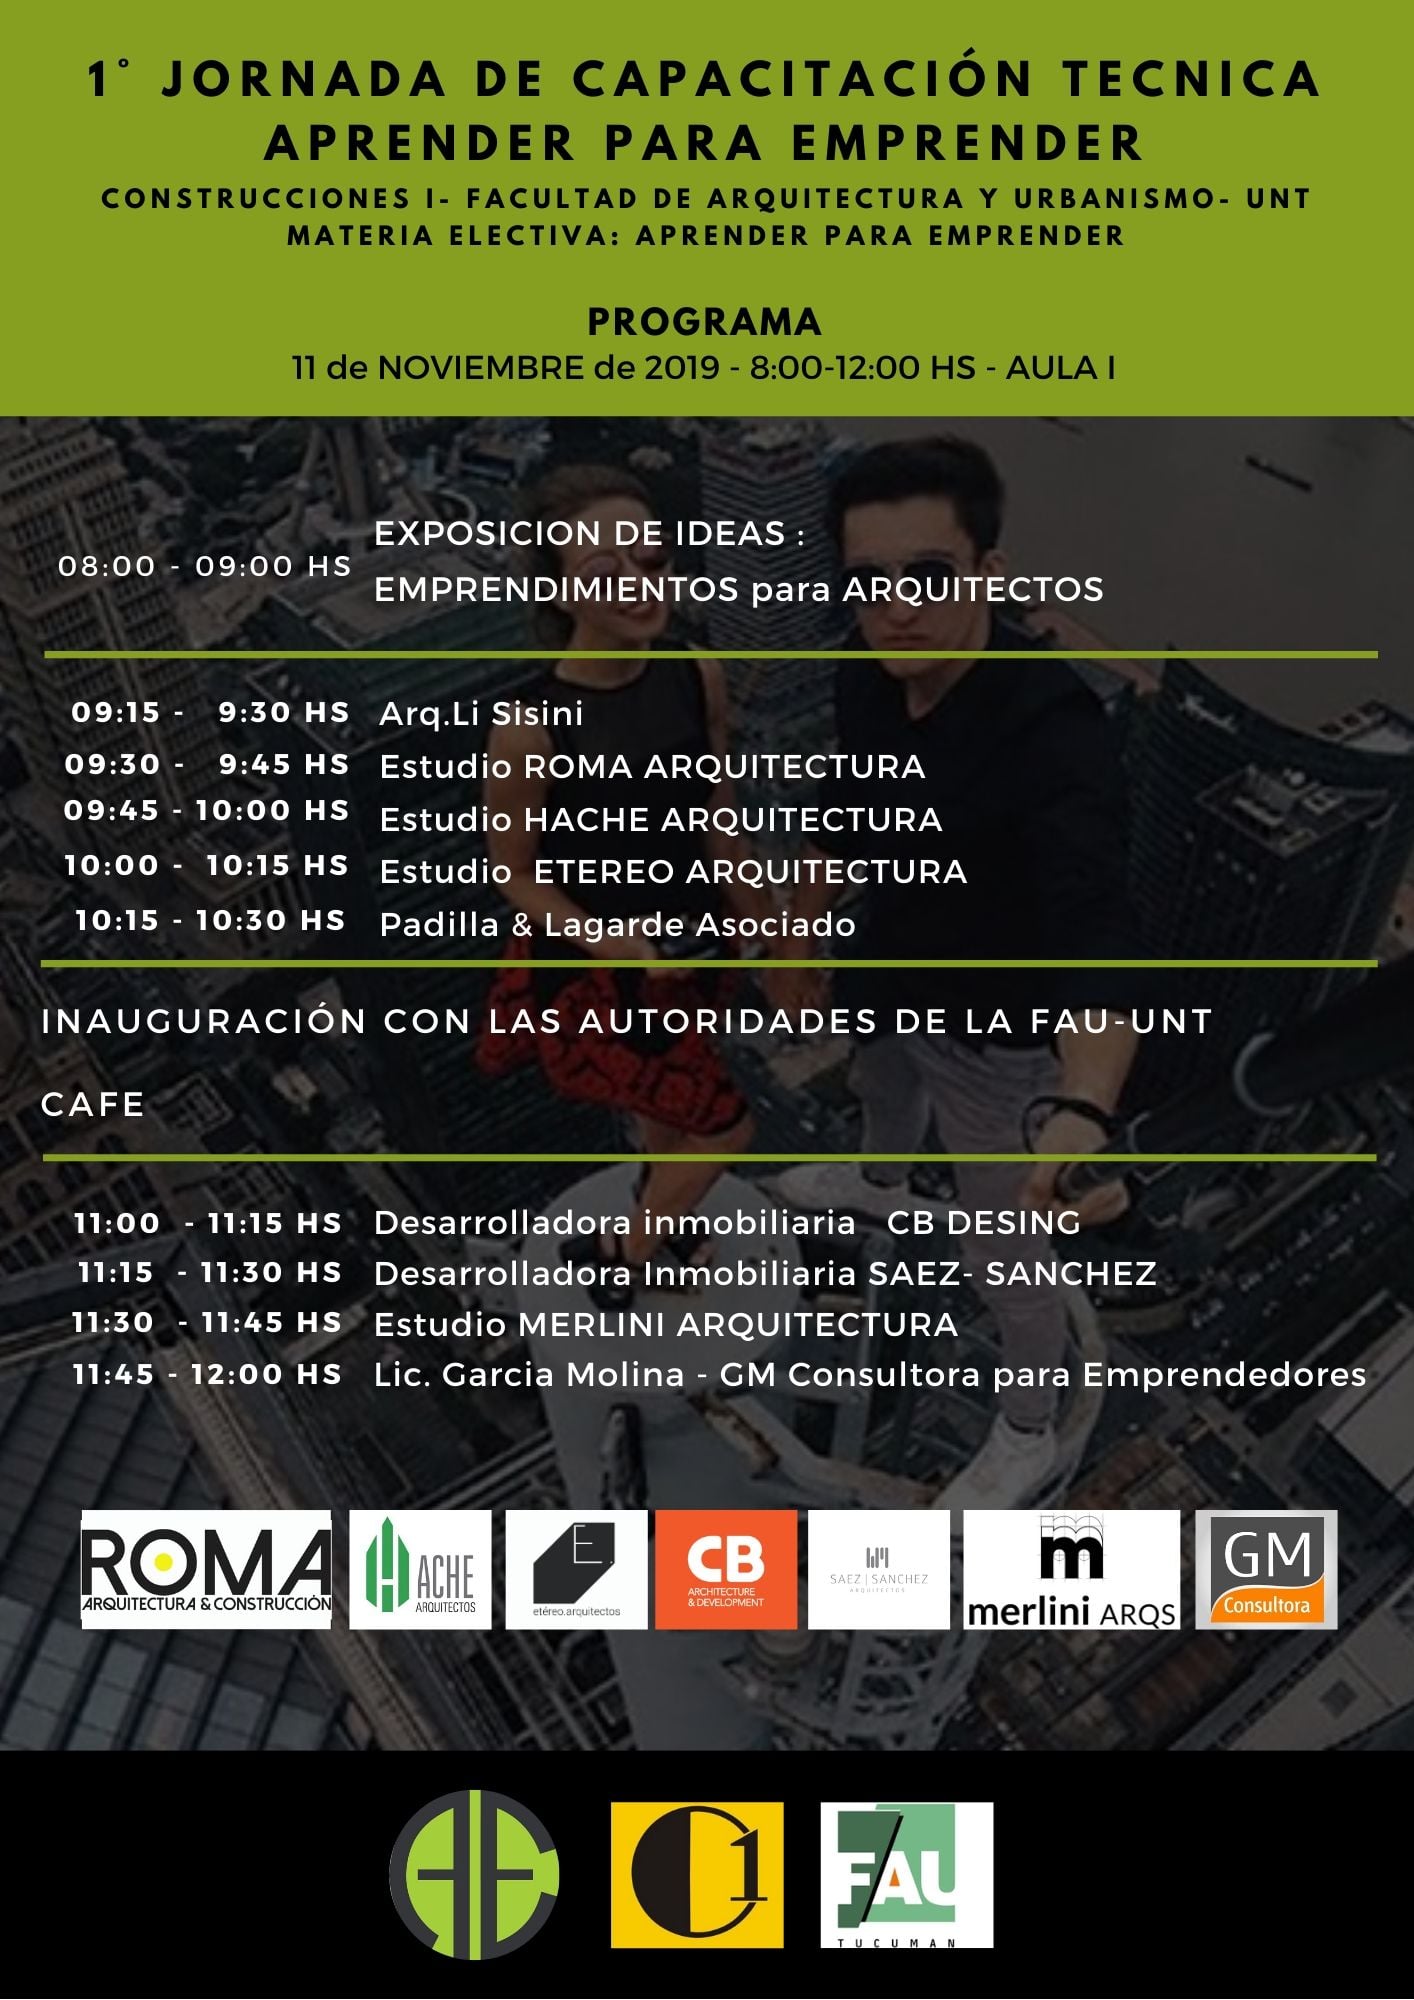 1° JORNADA DE CAPACITACIÓN TECNICA
APRENDER PARA EMPRENDER
CONSTRUCCIONES I- FACULTAD DE ARQUITECTURA Y URBANISMO- UNT
MATERIA ELECTIVA: APRENDER PARA EMPRENDER
PROGRAMA
11 de NOVIEMBRE de 2019 - 8:00-12:00 HS - AULA I
08:00 - 09:00 HS
EXPOSICION DE IDEAS :
EMPRENDIMIENTOS para ARQUITECTOS
09:15 - 9:30 HS Arq.Li Sisini
09:30 - 9:45 HS Estudio ROMA ARQUITECTURA
09:45 - 10:00 HS Estudio HACHE ARQUITECTURA
10:00 - 10:15 HS Estudio ETEREO ARQUITECTURA
10:15 - 10:30 HS Padilla & Lagarde Asociado
INAUGURACIÓN CON LAS AUTORIDADES DE LA FAU-UNT
CAFE
11:00 - 11:15 HS Desarrolladora inmobiliaria CB DESING
11:15 - 11:30 HS Desarrolladora Inmobiliaria SAEZ- SANCHEZ
11:30 - 11:45 HS Estudio MERLINI ARQUITECTURA
11:45 - 12:00 HS Lic. Garcia Molina - GM Consultora para Emprendedores
ROMA
ARQUITECTURA & CONSTRUCCIÓN
HACHE
ARQUITECTOS
E.
etéreo.arquitectos
CB
ARCHITECTURE
& DEVELOPMENT
SAEZ | SANCHEZ
ARQUITECTOS
m
merlini ARQS
GM
Consultora
AE
C1
FAU
TUCUMAN